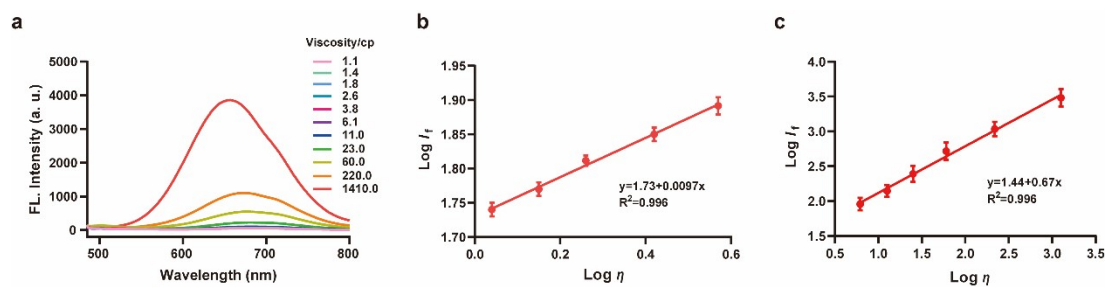 a
Viscosity/cp
1.1
1.4
1.8
2.6
3.8
6.1
11.0
23.0
60.0
220.0
1410.0
5000
4000
3000
2000
1000
0
FL. Intensity (a. u.)
500 600 700 800
Wavelength (nm)
b
1.95
1.90
1.85
1.80
1.75
1.70
Log If
y=1.73+0.0097x
R²=0.996
0.0 0.2 0.4 0.6
Log η
c
4.0
3.5
3.0
2.5
2.0
1.5
Log If
y=1.44+0.67x
R²=0.996
0.5 1.0 1.5 2.0 2.5 3.0 3.5
Log η